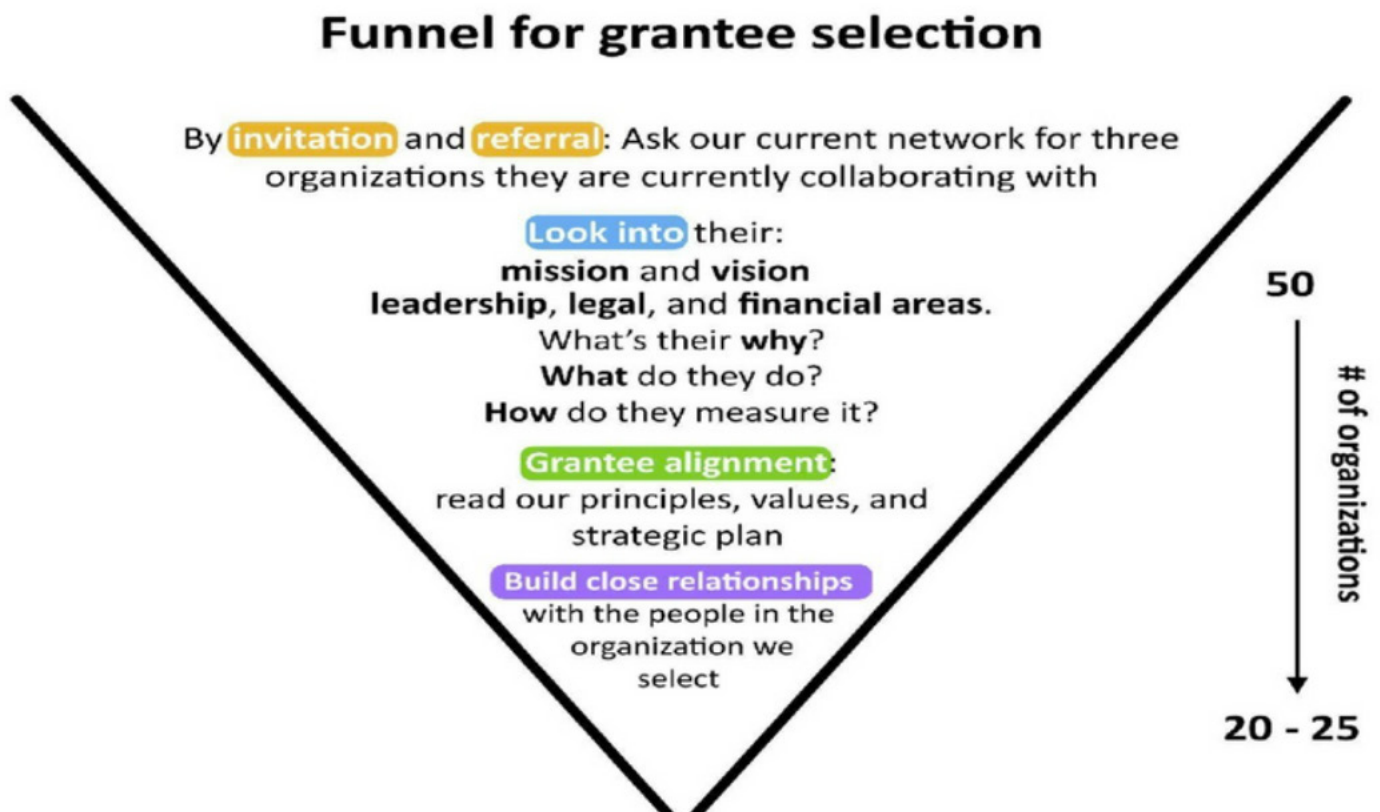 Funnel for grantee selection
By invitation and referral: Ask our current network for three
organizations they are currently collaborating with
Look into their:
mission and vision
leadership, legal, and financial areas.
What's their why?
What do they do?
How do they measure it?
Grantee alignment:
read our principles, values, and
strategic plan
Build close relationships
with the people in the
organization we
select
50
# of organizations
20 - 25